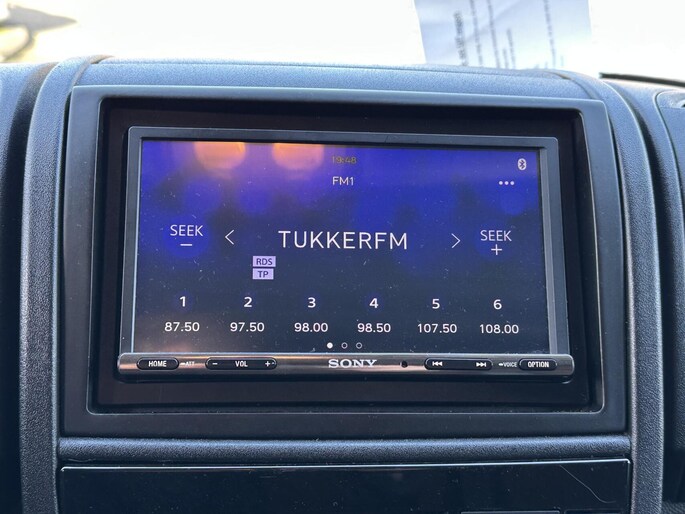 19:48
FM1
SEEK
−
< TUKKERFM >
SEEK
+
RDS
TP
1 2 3 4 5 6
87.50 97.50 98.00 98.50 107.50 108.00
HOME ATT − VOL + SONY VOICE OPTION